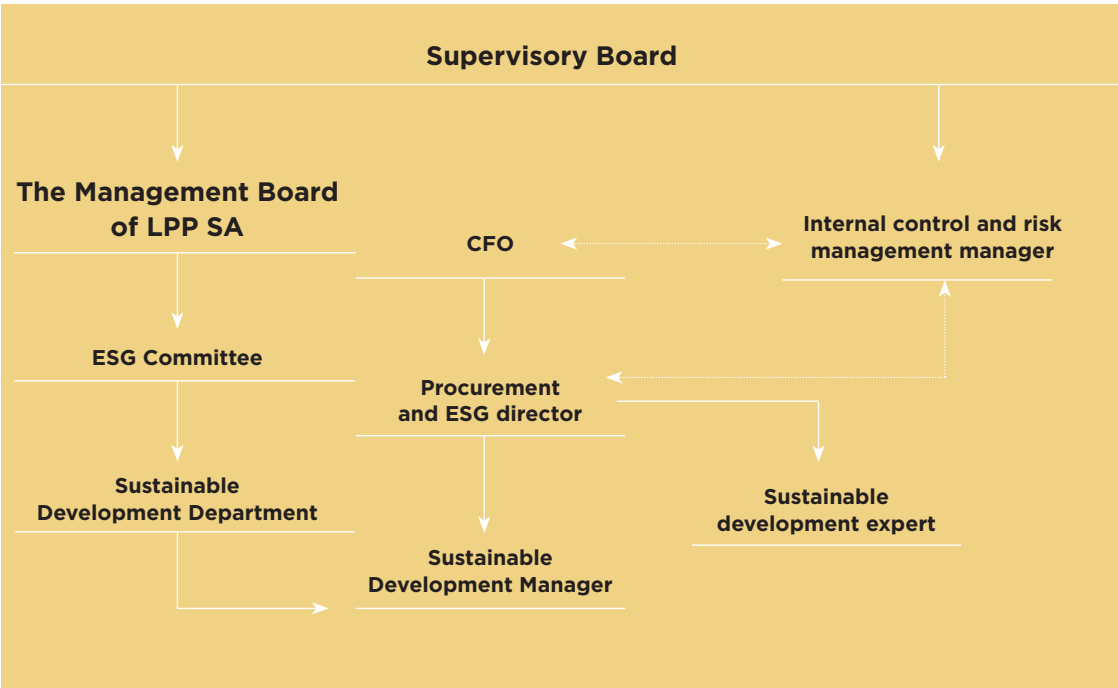 Supervisory Board
The Management Board
of LPP SA
CFO
Internal control and risk
management manager
ESG Committee
Procurement
and ESG director
Sustainable
Development Department
Sustainable
development expert
Sustainable
Development Manager